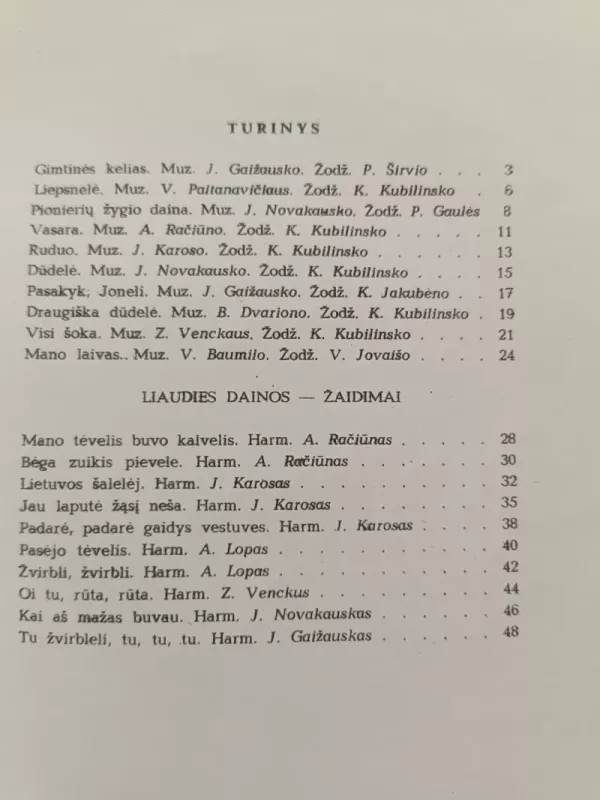 TURINYS
Gimtinės kelias. Muz. J. Gaižausko. Žodž. P. Širvio . . . 3
Liepsnelė. Muz. V. Paltanavičiaus. Žodž. K. Kubilinsko . 6
Pionierių žygio daina. Muz. J. Novakausko. Žodž. P. Gaulės 8
Vasara. Muz. A. Račiūno. Žodž. K. Kubilinsko . . . . . 11
Ruduo. Muz. J. Karoso. Žodž. K. Kubilinsko . . . . . . 13
Dūdelė. Muz. J. Novakausko. Žodž. K. Kubilinsko . . . . 15
Pasakyk, Joneli. Muz. J. Gaižausko. Žodž. K. Jakubėno . . 17
Draugiška dūdelė. Muz. B. Dvariono. Žodž. K. Kubilinsko . 19
Visi šoka. Muz. Z. Venckaus. Žodž. K. Kubilinsko . . . . 21
Mano laivas.. Muz. V. Baumilo. Žodž. V. Jovaišo . . . . 24
LIAUDIES DAINOS — ŽAIDIMAI
Mano tėvelis buvo kalvelis. Harm. A. Račiūnas . . . . . 28
Bėga zuikis pievele. Harm. A. Račiūnas . . . . . . . 30
Lietuvos šalelėj. Harm. J. Karosas . . . . . . . . . 32
Jau laputė žąsį neša. Harm. J. Karosas . . . . . . . 35
Padarė, padarė gaidys vestuves. Harm. J. Karosas . . . . 38
Pasėjo tėvelis. Harm. A. Lopas . . . . . . . . . . 40
Žvirbli, žvirbli. Harm. A. Lopas . . . . . . . . . . 42
Oi tu, rūta, rūta. Harm. Z. Venckus . . . . . . . . 44
Kai aš mažas buvau. Harm. J. Novakauskas . . . . . . 46
Tu žvirbleli, tu, tu, tu. Harm. J. Gaižauskas . . . . . . 48